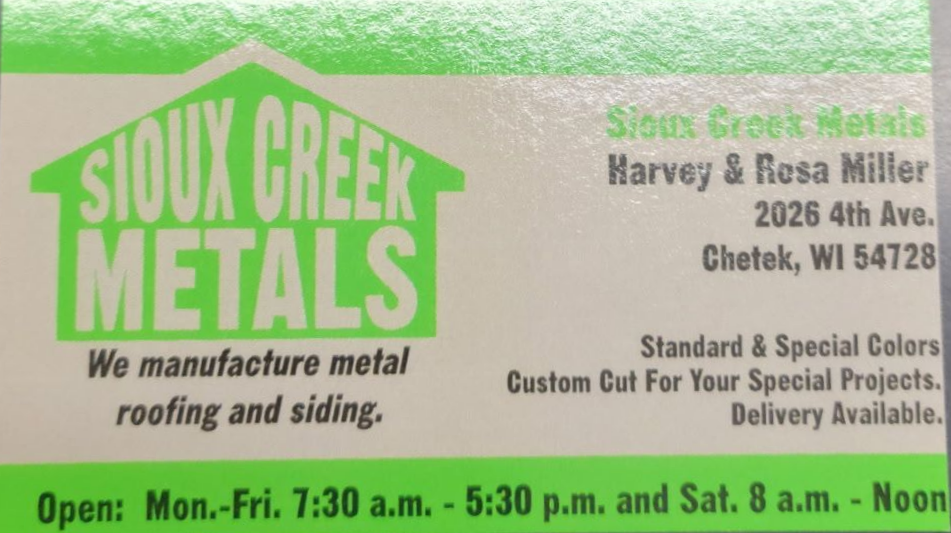 SIOUX CREEK
METALS
We manufacture metal
roofing and siding.
Sioux Creek Metals
Harvey & Rosa Miller
2026 4th Ave.
Chetek, WI 54728
Standard & Special Colors
Custom Cut For Your Special Projects.
Delivery Available.
Open: Mon.-Fri. 7:30 a.m. - 5:30 p.m. and Sat. 8 a.m. - Noon